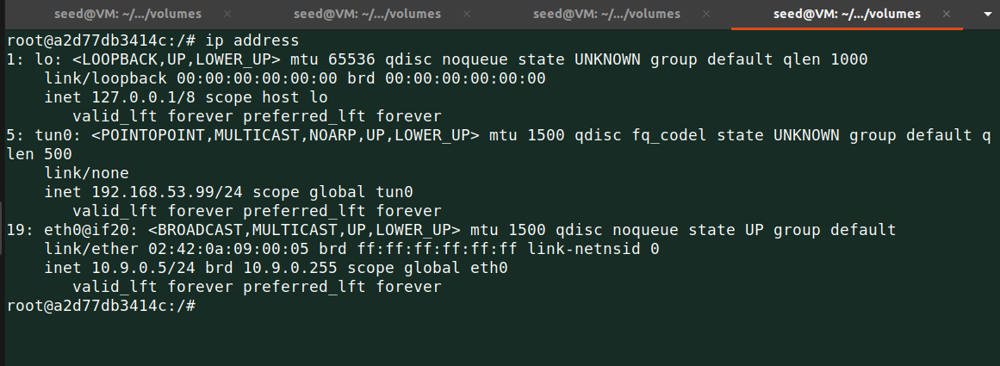 seed@VM: ~/.../volumes × seed@VM: ~/.../volumes × seed@VM: ~/.../volumes × seed@VM: ~/.../volumes ×
root@a2d77db3414c:/# ip address
1: lo: <LOOPBACK,UP,LOWER_UP> mtu 65536 qdisc noqueue state UNKNOWN group default qlen 1000
    link/loopback 00:00:00:00:00:00 brd 00:00:00:00:00:00
    inet 127.0.0.1/8 scope host lo
       valid_lft forever preferred_lft forever
5: tun0: <POINTOPOINT,MULTICAST,NOARP,UP,LOWER_UP> mtu 1500 qdisc fq_codel state UNKNOWN group default q
len 500
    link/none
    inet 192.168.53.99/24 scope global tun0
       valid_lft forever preferred_lft forever
19: eth0@if20: <BROADCAST,MULTICAST,UP,LOWER_UP> mtu 1500 qdisc noqueue state UP group default
    link/ether 02:42:0a:09:00:05 brd ff:ff:ff:ff:ff:ff link-netnsid 0
    inet 10.9.0.5/24 brd 10.9.0.255 scope global eth0
       valid_lft forever preferred_lft forever
root@a2d77db3414c:/#